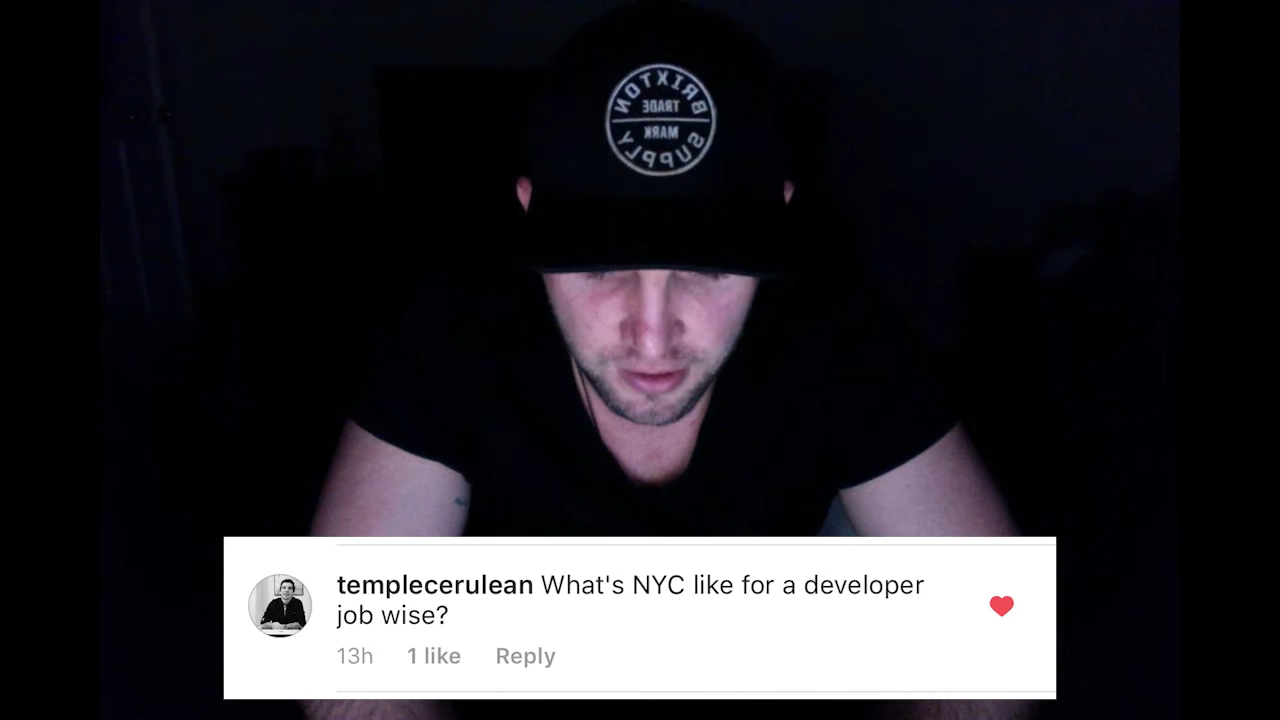 BRIXTON
TRADE
MARK
SUPPLY
templecerulean What's NYC like for a developer
job wise?
13h 1 like Reply